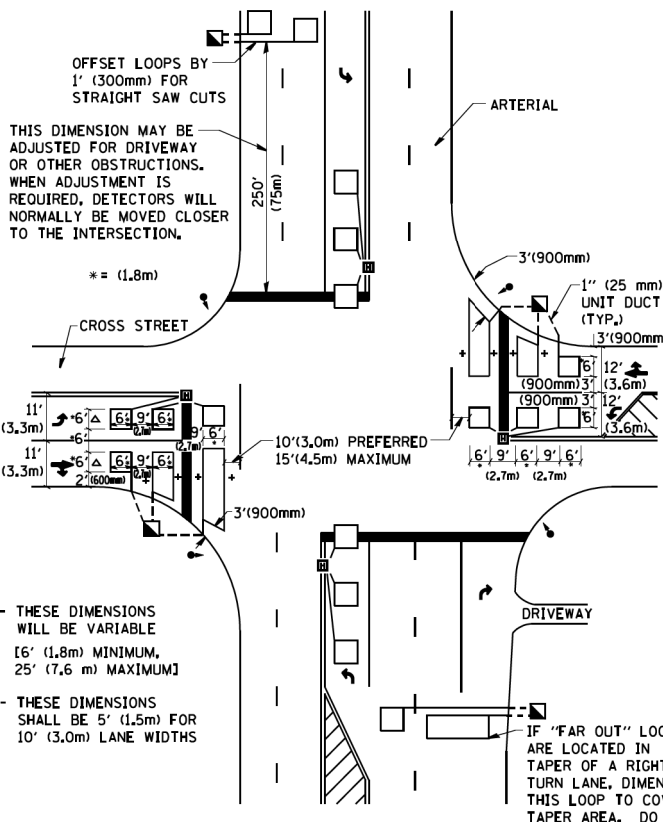 OFFSET LOOPS BY
1' (300mm) FOR
STRAIGHT SAW CUTS
ARTERIAL
THIS DIMENSION MAY BE
ADJUSTED FOR DRIVEWAY
OR OTHER OBSTRUCTIONS.
WHEN ADJUSTMENT IS
REQUIRED, DETECTORS WILL
NORMALLY BE MOVED CLOSER
TO THE INTERSECTION.
250'
(75m)
*= (1.8m)
3'(900mm)
1" (25 mm)
UNIT DUCT
(TYP.)
CROSS STREET
3'(900mm)
*6' 12'
(900mm) 3' (3.6m)
(900mm) 3' 12'
*6'
(3.6m)
6' 9' 6' 9' 6'
* * *
(2.7m) (2.7m)
11'
(3.3m)
*6' △ 6' 9' 6'
* (2.7m) *
*6'
9' 6'
(2.7m) *
11'
(3.3m)
*6' △ 6' 9' 6'
* (2.7m) *
2' (600mm)
10'(3.0m) PREFERRED
15'(4.5m) MAXIMUM
3'(900mm)
H
H
H
H
DRIVEWAY
- THESE DIMENSIONS
WILL BE VARIABLE
[6' (1.8m) MINIMUM,
25' (7.6 m) MAXIMUM]
- THESE DIMENSIONS
SHALL BE 5' (1.5m) FOR
10' (3.0m) LANE WIDTHS
IF "FAR OUT" LOO
ARE LOCATED IN
TAPER OF A RIGHT
TURN LANE, DIMEN
THIS LOOP TO CO
TAPER AREA. DO